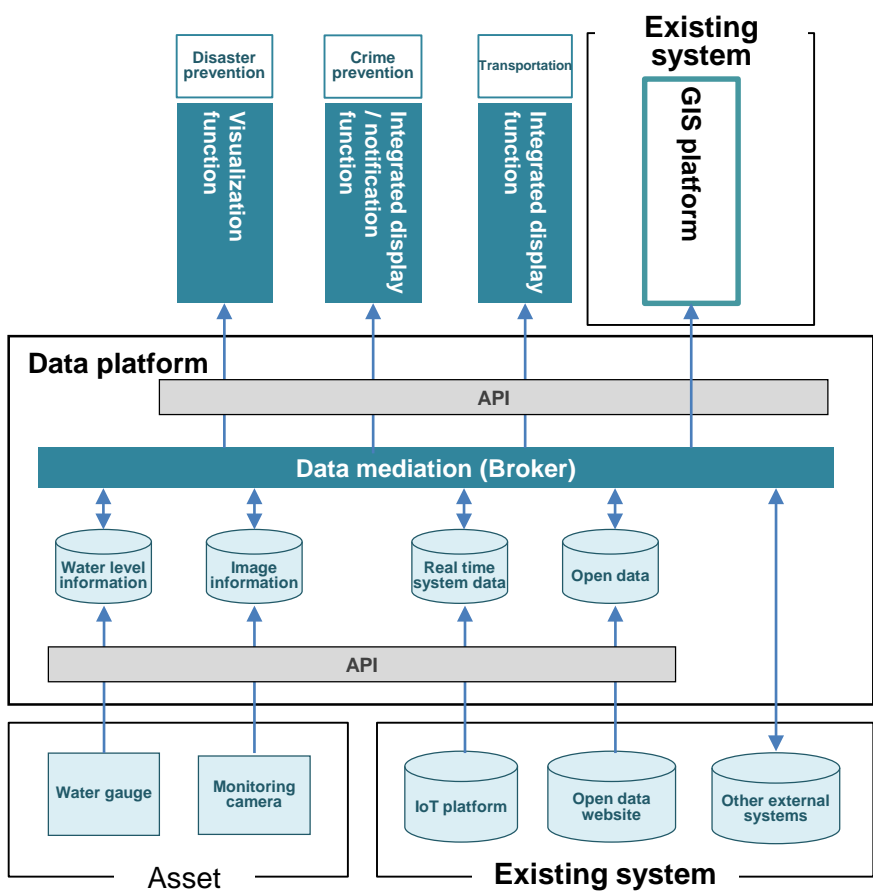 Existing
system
Disaster
prevention
Crime
prevention
Transportation
Visualization
function
Integrated display
/ notification
function
Integrated display
function
GIS platform
Data platform
API
Data mediation (Broker)
Water level
information
Image
information
Real time
system data
Open data
API
Water gauge
Monitoring
camera
IoT platform
Open data
website
Other external
systems
Asset
Existing system